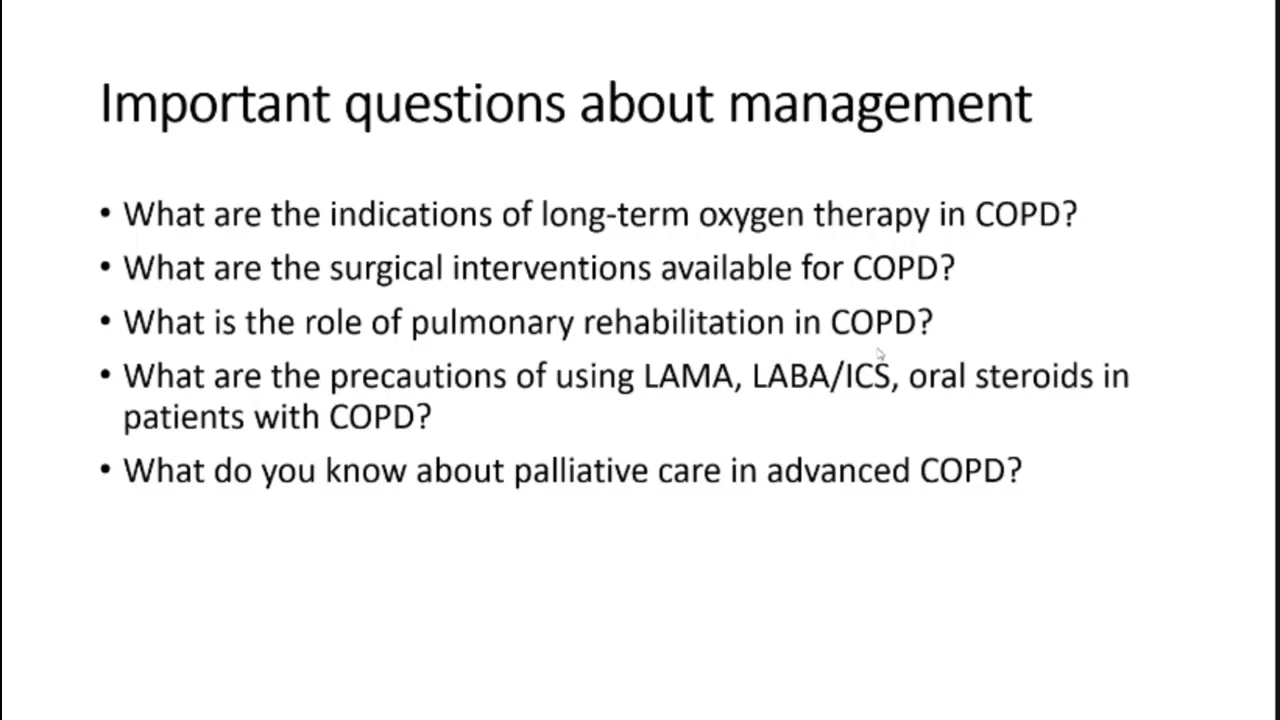 Important questions about management
• What are the indications of long-term oxygen therapy in COPD?
• What are the surgical interventions available for COPD?
• What is the role of pulmonary rehabilitation in COPD?
• What are the precautions of using LAMA, LABA/ICS, oral steroids in
patients with COPD?
• What do you know about palliative care in advanced COPD?